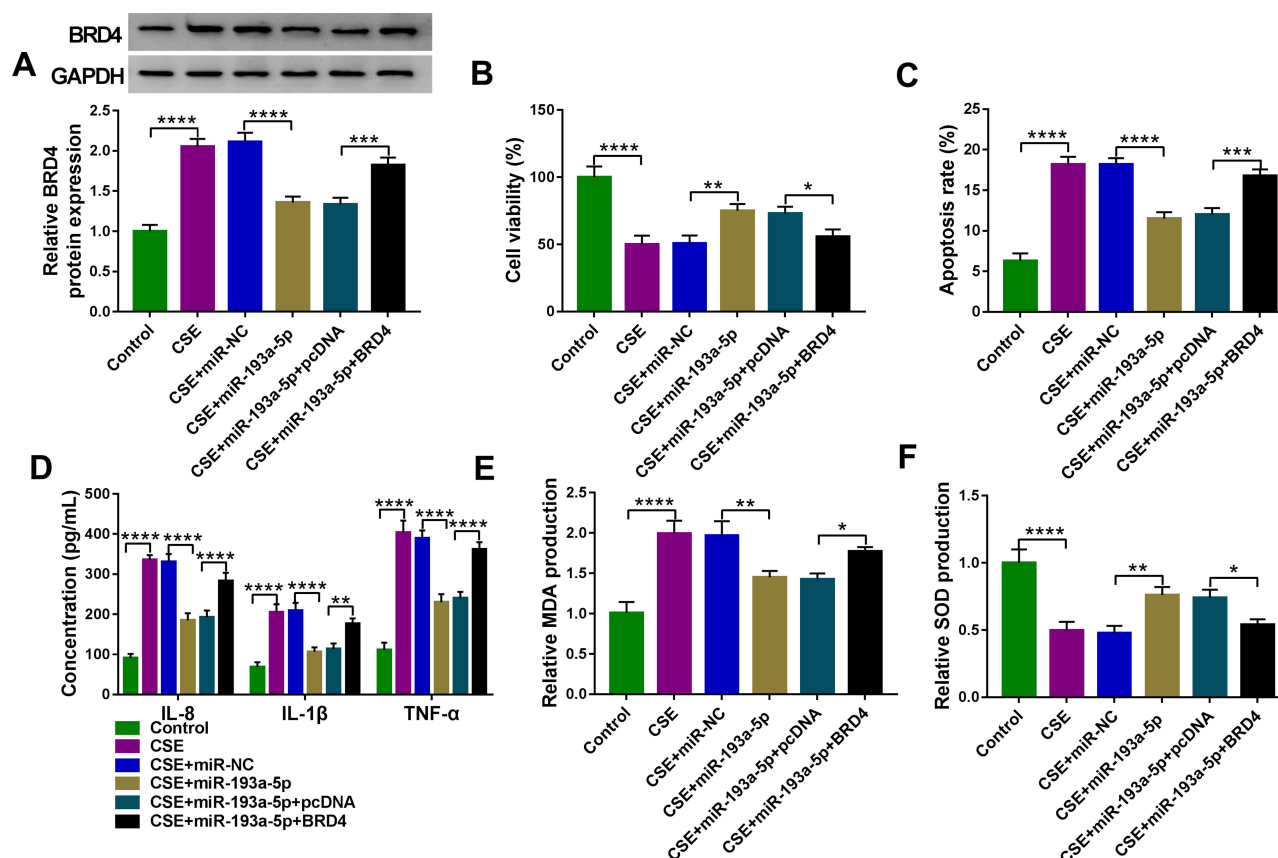 A
BRD4
GAPDH
Relative BRD4
protein expression
2.5
2.0
1.5
1.0
0.5
0.0
****
****
***
Control
CSE
CSE+miR-NC
CSE+miR-193a-5p
CSE+miR-193a-5p+pcDNA
CSE+miR-193a-5p+BRD4
B
Cell viability (%)
150
100
50
0
****
**
*
Control
CSE
CSE+miR-NC
CSE+miR-193a-5p
CSE+miR-193a-5p+pcDNA
CSE+miR-193a-5p+BRD4
C
Apoptosis rate (%)
25
20
15
10
5
0
****
****
***
Control
CSE
CSE+miR-NC
CSE+miR-193a-5p
CSE+miR-193a-5p+pcDNA
CSE+miR-193a-5p+BRD4
D
Concentration (pg/mL)
500
400
300
200
100
0
****
****
****
****
****
**
****
****
****
IL-8
IL-1β
TNF-α
Control
CSE
CSE+miR-NC
CSE+miR-193a-5p
CSE+miR-193a-5p+pcDNA
CSE+miR-193a-5p+BRD4
E
Relative MDA production
2.5
2.0
1.5
1.0
0.5
0.0
****
**
*
Control
CSE
CSE+miR-NC
CSE+miR-193a-5p
CSE+miR-193a-5p+pcDNA
CSE+miR-193a-5p+BRD4
F
Relative SOD production
1.5
1.0
0.5
0.0
****
**
*
Control
CSE
CSE+miR-NC
CSE+miR-193a-5p
CSE+miR-193a-5p+pcDNA
CSE+miR-193a-5p+BRD4